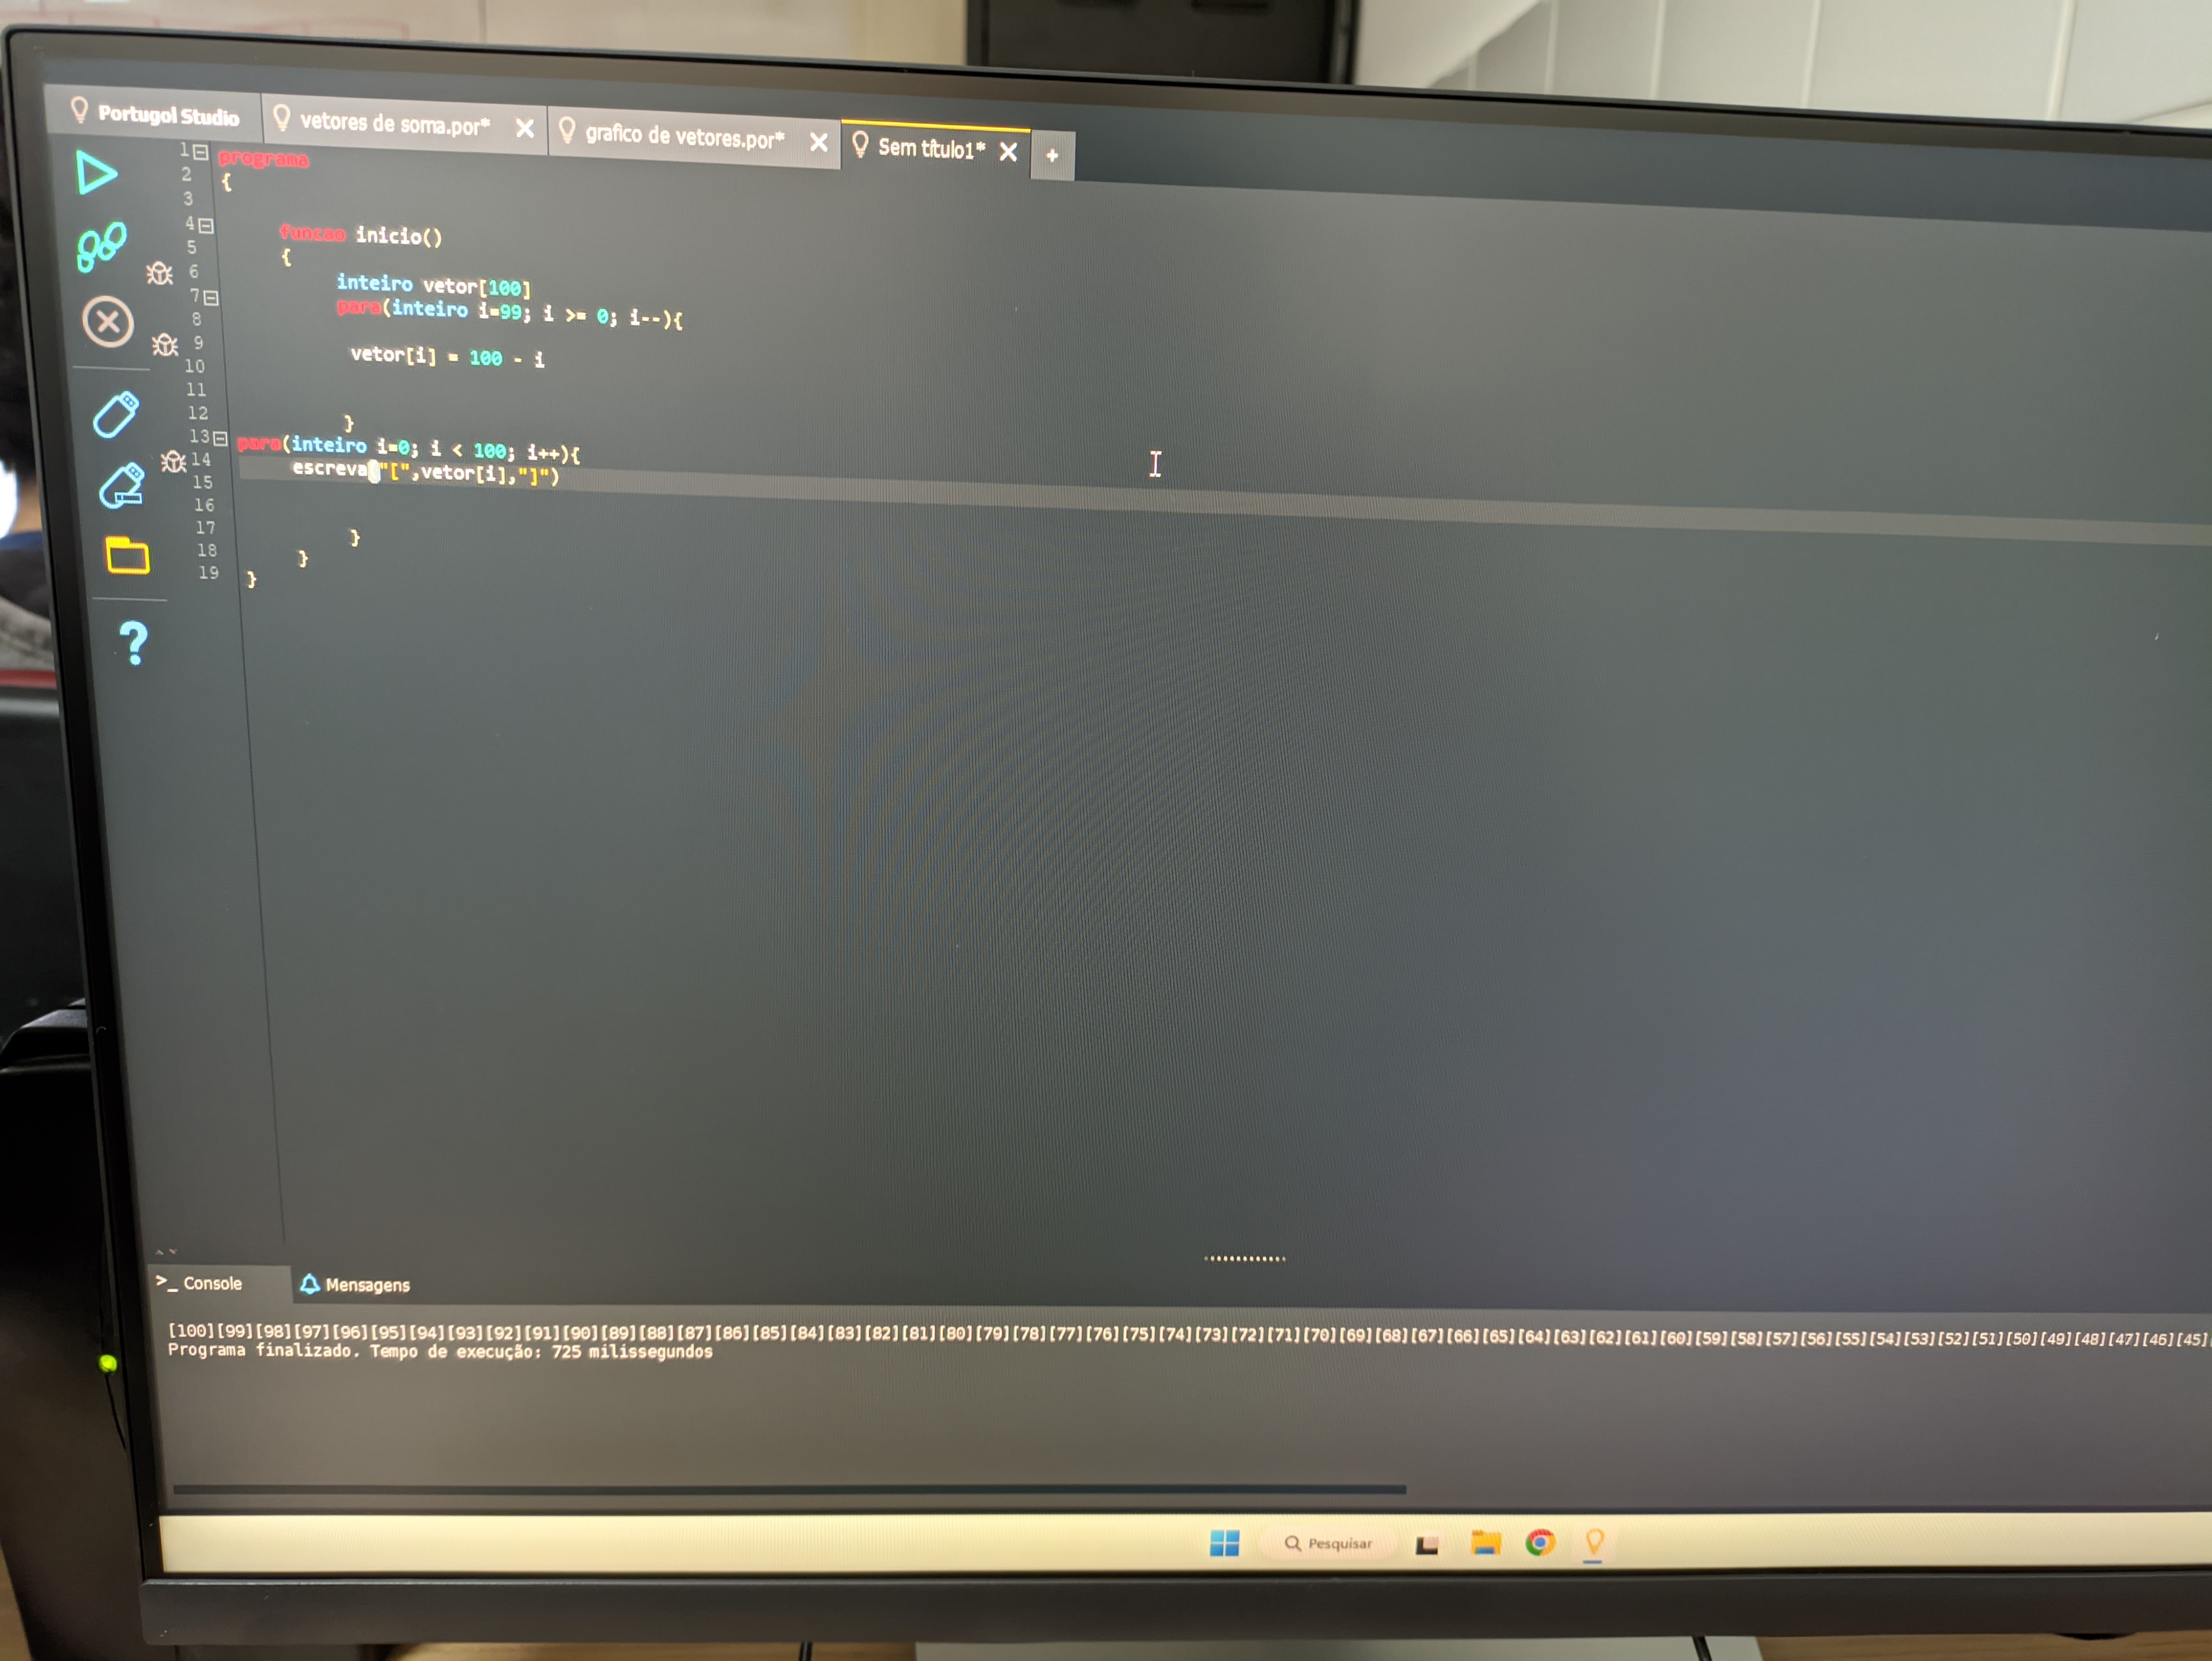 Portugol Studio
vetores de soma.por*
grafico de vetores.por*
Sem título1*
+
1 programa
2 {
3
4 funcao inicio()
5 {
6 inteiro vetor[100]
7 para(inteiro i=99; i >= 0; i--){
8
9 vetor[i] = 100 - i
10
11
12 }
13 para(inteiro i=0; i < 100; i++){
14 escreva("[",vetor[i],"]")
15
16
17 }
18 }
19 }
?
>_ Console
Mensagens
[100][99][98][97][96][95][94][93][92][91][90][89][88][87][86][85][84][83][82][81][80][79][78][77][76][75][74][73][72][71][70][69][68][67][66][65][64][63][62][61][60][59][58][57][56][55][54][53][52][51][50][49][48][47][46][45]
Programa finalizado. Tempo de execução: 725 milissegundos
Pesquisar